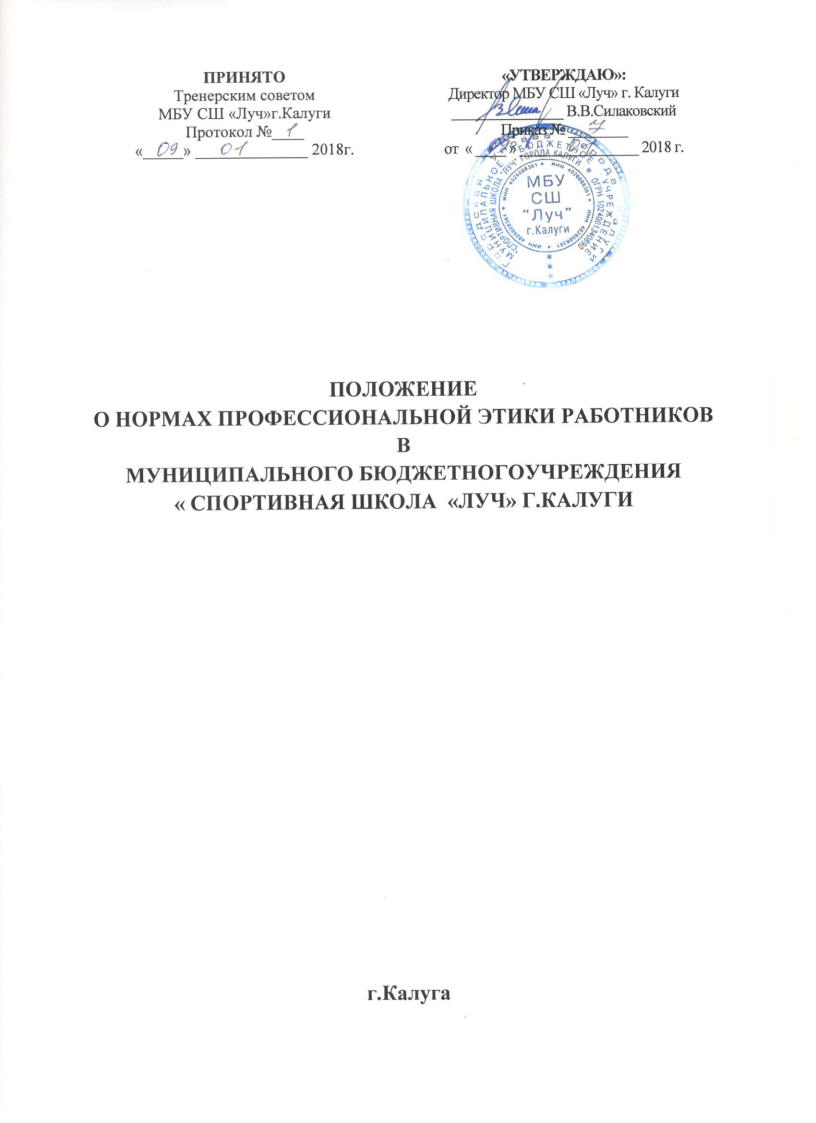 ПРИНЯТО
Тренерским советом
МБУ СШ «Луч»г.Калуги
Протокол №1
«09» 01 2018г.
«УТВЕРЖДАЮ»:
Директор МБУ СШ «Луч» г. Калуги
В.В.Силаковский
Приказ №
от « » 2018 г.
МБУ
СШ
"Луч"
г.Калуги
ПОЛОЖЕНИЕ
О НОРМАХ ПРОФЕССИОНАЛЬНОЙ ЭТИКИ РАБОТНИКОВ
В
МУНИЦИПАЛЬНОГО БЮДЖЕТНОГОУЧРЕЖДЕНИЯ
« СПОРТИВНАЯ ШКОЛА «ЛУЧ» Г.КАЛУГИ
г.Калуга